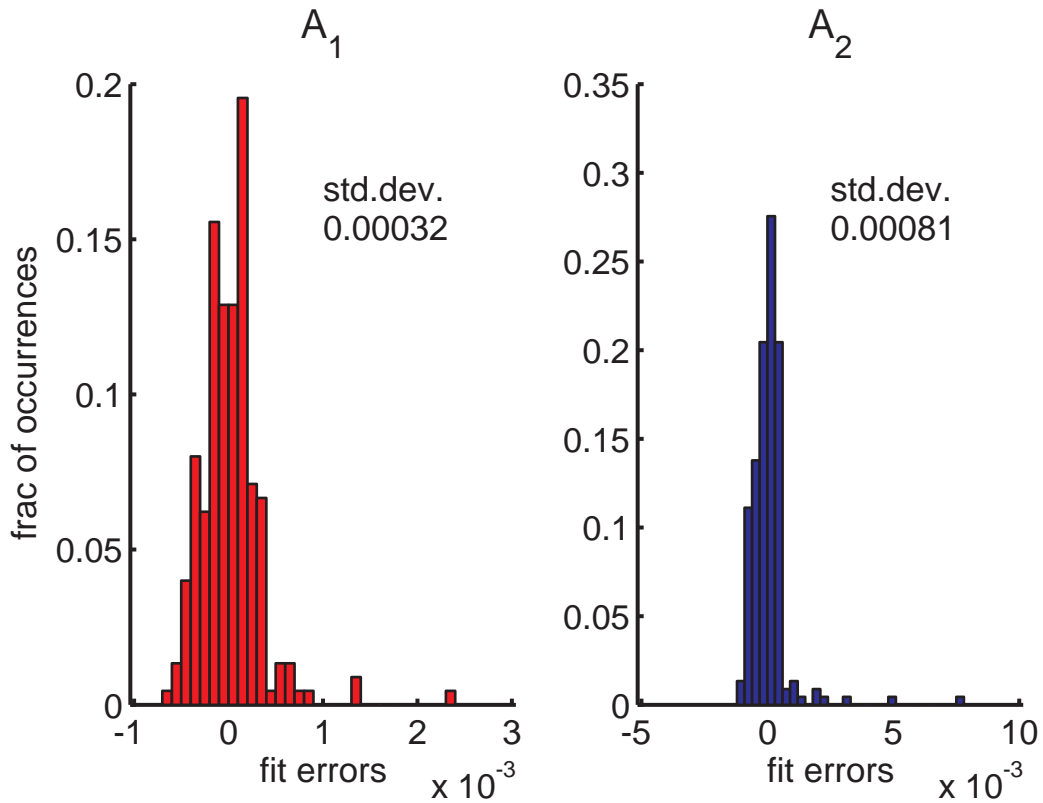 A1
0.2
0.15
0.1
0.05
0
frac of occurrences
std.dev.
0.00032
-1 0 1 2 3
fit errors
x 10-3
A2
0.35
0.3
0.25
0.2
0.15
0.1
0.05
0
std.dev.
0.00081
-5 0 5 10
fit errors
x 10-3